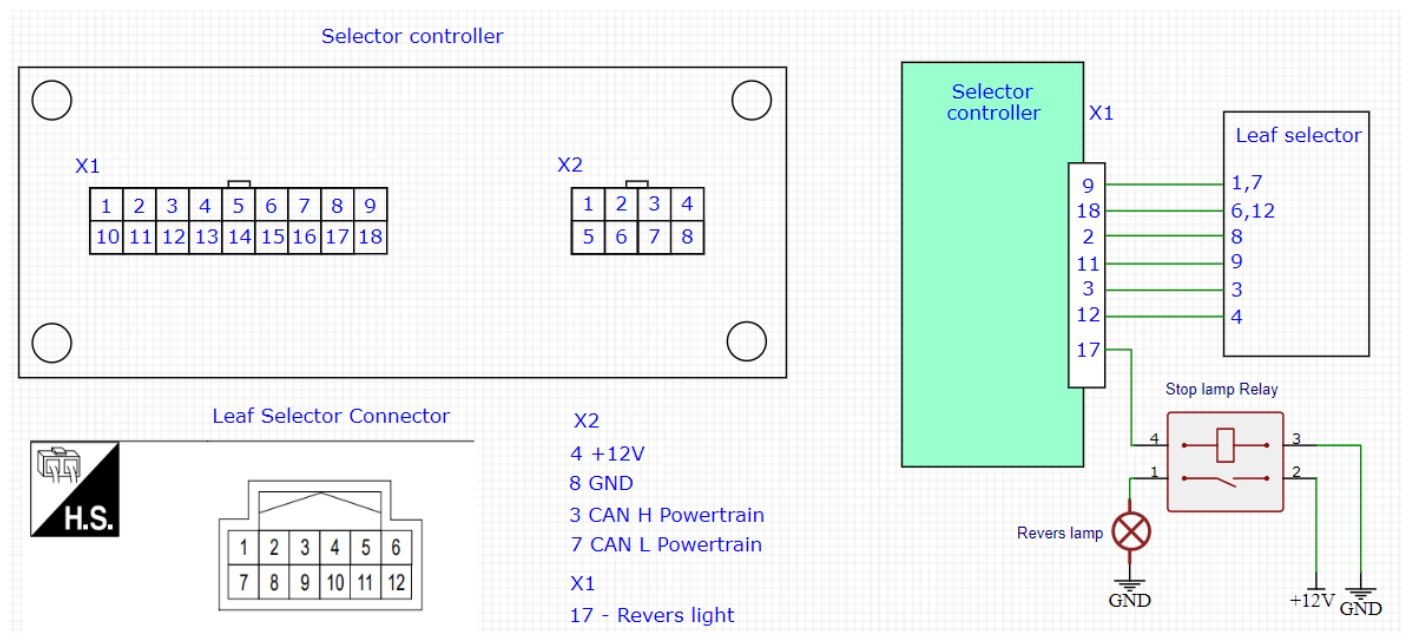 Selector controller
X1
1 2 3 4 5 6 7 8 9
10 11 12 13 14 15 16 17 18
X2
1 2 3 4
5 6 7 8
Leaf Selector Connector
H.S.
1 2 3 4 5 6
7 8 9 10 11 12
X2
4 +12V
8 GND
3 CAN H Powertrain
7 CAN L Powertrain
X1
17 - Revers light
Selector
controller
X1
Leaf selector
9 1,7
18 6,12
2 8
11 9
3 3
12 4
17
Stop lamp Relay
4 3
1 2
Revers lamp
GND
+12V
GND